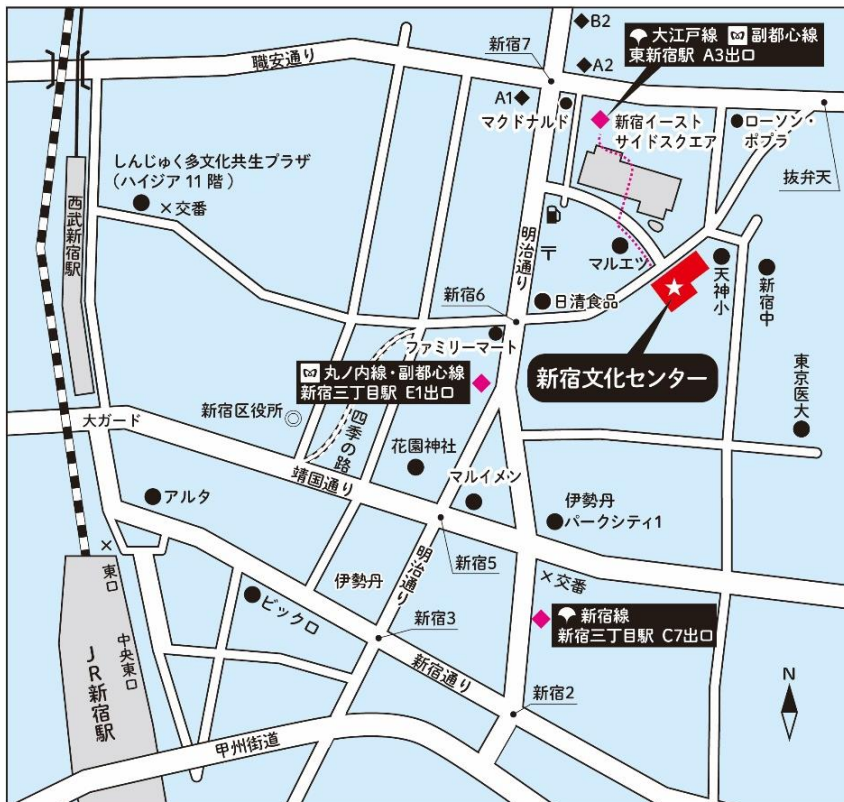 B2
大江戸線 副都心線
東新宿駅 A3出口
新宿7
職安通り
A2
A1
マクドナルド
新宿イースト
サイドスクエア
ローソン・
ポプラ
抜弁天
しんじゅく多文化共生プラザ
(ハイジア 11 階)
×交番
西武新宿駅
明治通り
〒
マルエツ
天神小
新宿中
日清食品
新宿6
ファミリーマート
新宿文化センター
丸ノ内線・副都心線
新宿三丁目駅 E1出口
東京医大
大ガード
新宿区役所
四季の路
花園神社
靖国通り
マルイメン
アルタ
伊勢丹
パークシティ1
新宿5
明治通り
×
東口
伊勢丹
×交番
ビックロ
新宿3
新宿線
新宿三丁目駅 C7出口
中央東口
JR新宿駅
新宿通り
新宿2
N
甲州街道